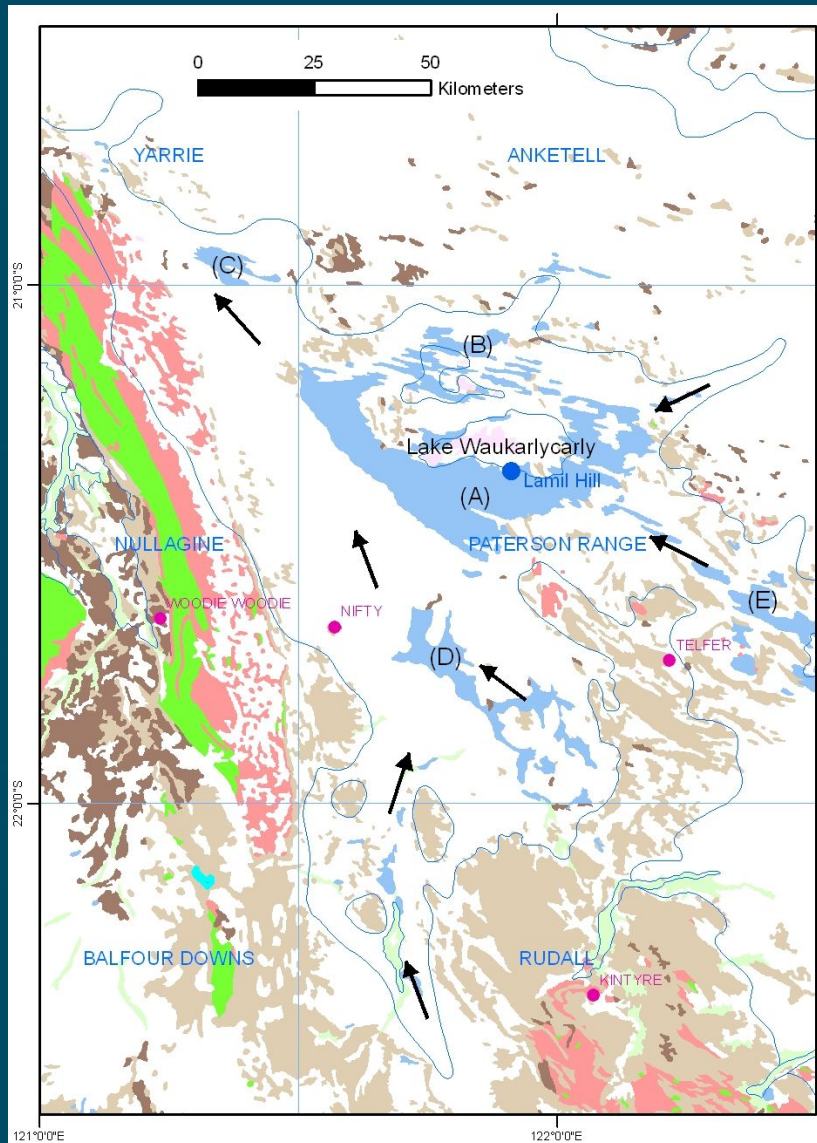 0 25 50
Kilometers
YARRIE
ANKETELL
(C)
21°0'0"S
(B)
Lake Waukarlycarly
Lamil Hill
(A)
NULLAGINE
PATERSON RANGE
WOODIE WOODIE
NIFTY
(E)
(D)
TELFER
22°0'0"S
BALFOUR DOWNS
RUDALL
KINTYRE
121°0'0"E
122°0'0"E